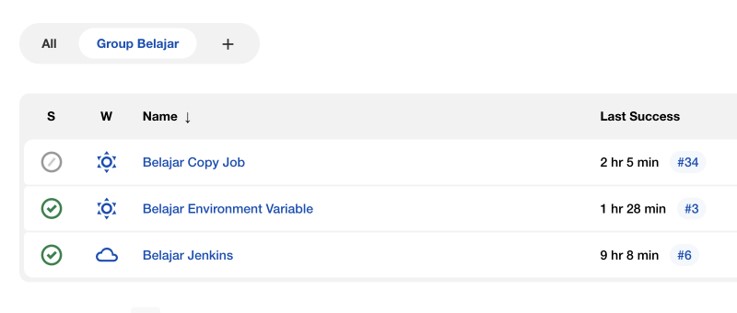 All Group Belajar +
S W Name ↓ Last Success
Belajar Copy Job 2 hr 5 min #34
Belajar Environment Variable 1 hr 28 min #3
Belajar Jenkins 9 hr 8 min #6